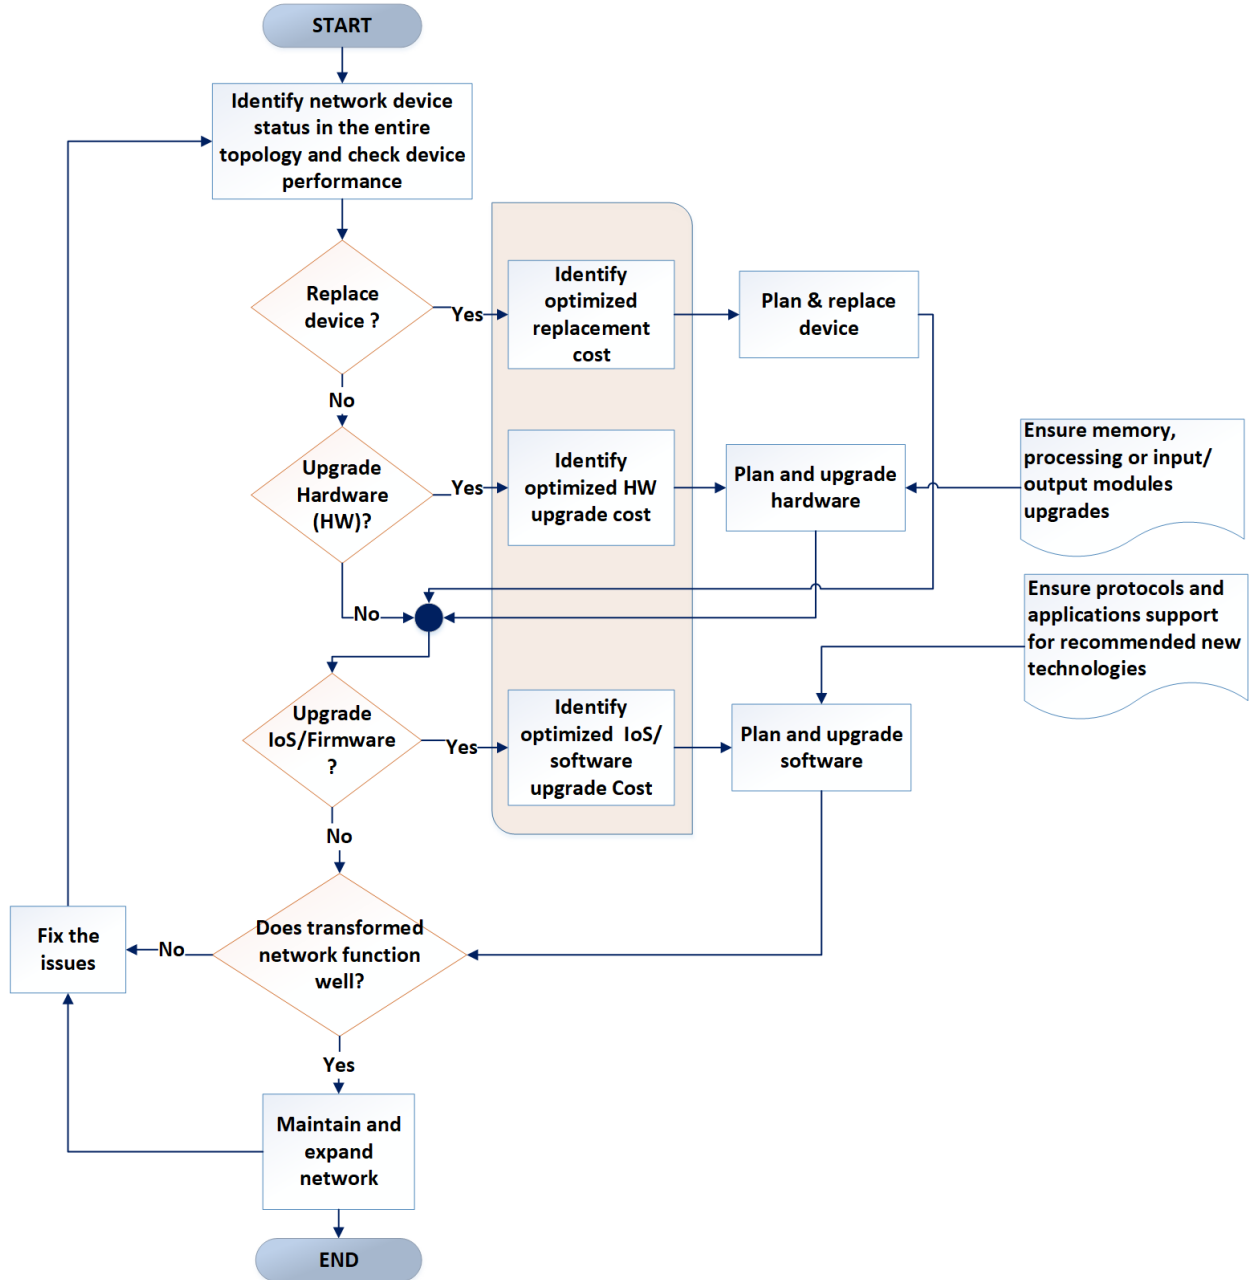 START
Identify network device
status in the entire
topology and check device
performance
Replace
device ?
Yes
Identify
optimized
replacement
cost
Plan & replace
device
No
Upgrade
Hardware
(HW)?
Yes
Identify
optimized HW
upgrade cost
Plan and upgrade
hardware
Ensure memory,
processing or input/
output modules
upgrades
No
Ensure protocols and
applications support
for recommended new
technologies
Upgrade
IoS/Firmware
?
Yes
Identify
optimized IoS/
software
upgrade Cost
Plan and upgrade
software
No
Does transformed
network function
well?
No
Fix the
issues
Yes
Maintain and
expand
network
END